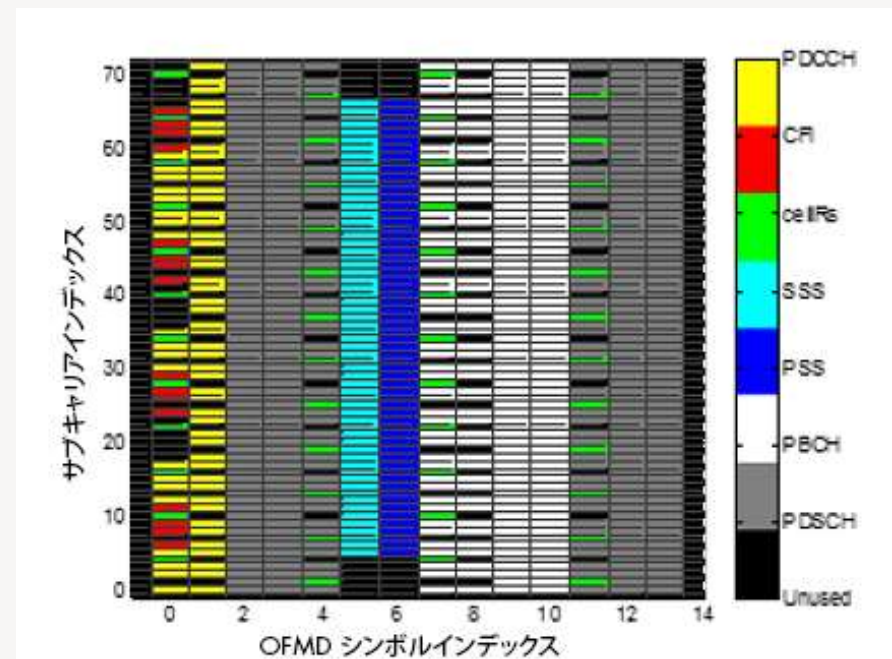 サブキャリアインデックス
70
60
50
40
30
20
10
0
0 2 4 6 8 10 12 14
OFMD シンボルインデックス
PDCCH
CFI
cellRs
SSS
PSS
PBCH
PDSCH
Unused